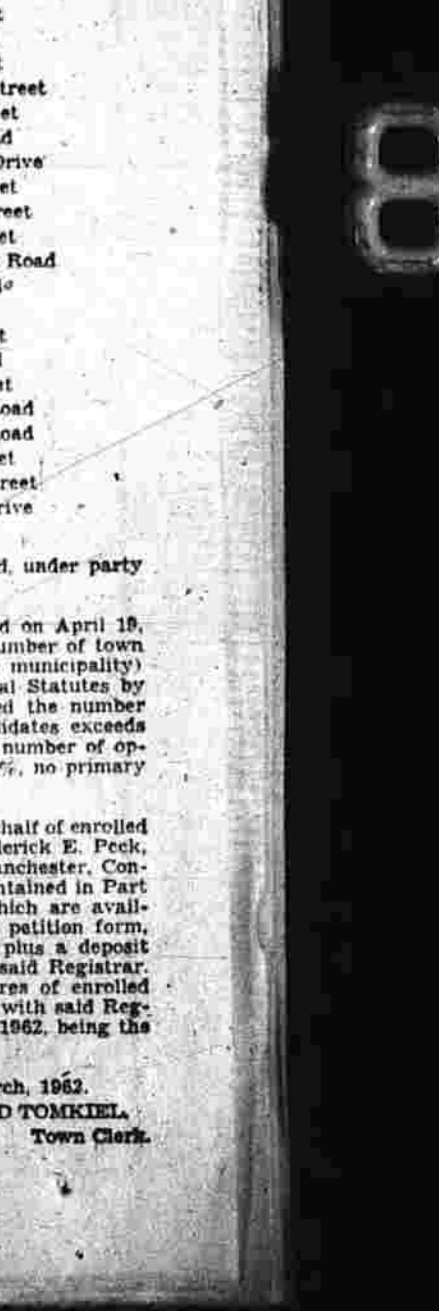 t
t
treet
et
d
Drive
et
reet
et
Road
t
l
et
oad
oad
et
reet
rive
d, under party
d on April 19,
umber of town
municipality)
al Statutes by
ed the number
idates exceeds
number of op-
%, no primary
half of enrolled
derick E. Peck,
anchester, Con-
ntained in Part
hich are avail-
petition form,
plus a deposit
said Registrar.
res of enrolled
with said Reg-
1962, being the
rch, 1962.
D TOMKIEL
Town Clerk.
8